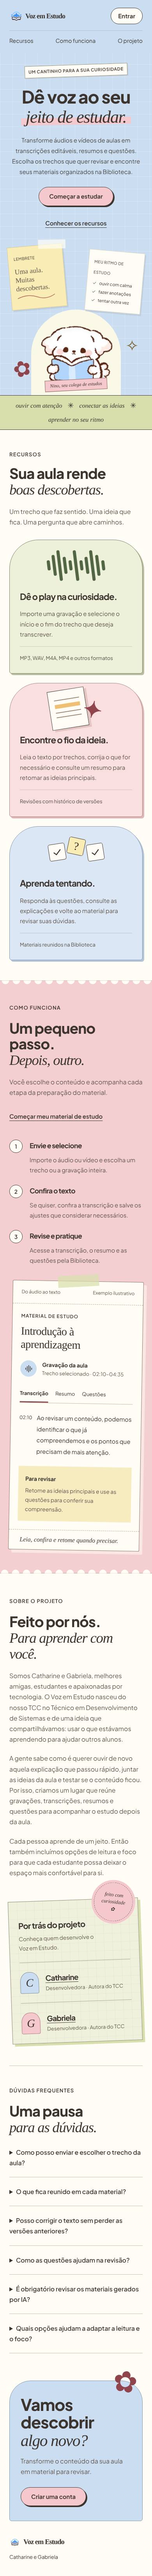 Voz em Estudo
Entrar
Recursos
Como funciona
O projeto
UM CANTINHO PARA A SUA CURIOSIDADE
Dê voz ao seu
jeito de estudar.
Transforme áudios e vídeos de aula em
transcrições editáveis, resumos e questões.
Escolha os trechos que quer revisar e encontre
seus materiais organizados na Biblioteca.
Começar a estudar
Conhecer os recursos
LEMBRETE
Uma aula.
Muitas
descobertas.
MEU RITMO DE
ESTUDO
✓ ouvir com calma
✓ fazer anotações
✓ tentar outra vez
seu colega de estudos
ouvir com atenção
conectar as ideias
aprender no seu ritmo
RECURSOS
Sua aula rende
boas descobertas.
Um trecho que faz sentido. Uma ideia que
fica. Uma pergunta que abre caminhos.
Dê o play na curiosidade.
Importe uma gravação e selecione o
início e o fim do trecho que deseja
transcrever.
MP3, WAV, M4A, MP4 e outros formatos
Encontre o fio da ideia.
Leia o texto por trechos, corrija o que for
necessário e consulte um resumo para
retomar as ideias principais.
Revisões com histórico de versões
?
Aprenda tentando.
Responda às questões, consulte as
explicações e volte ao material para
revisar suas dúvidas.
Materiais reunidos na Biblioteca
COMO FUNCIONA
Um pequeno
passo.
Depois, outro.
Você escolhe o conteúdo e acompanha cada
etapa da preparação do material.
Começar meu material de estudo
1
Envie e selecione
Importe o áudio ou vídeo e escolha um
trecho ou a gravação inteira.
2
Confira o texto
Se quiser, confira a transcrição e salve os
ajustes que considerar necessários.
3
Revise e pratique
Acesse a transcrição, o resumo e as
questões pela Biblioteca.
Do áudio ao texto
Exemplo ilustrativo
MATERIAL DE ESTUDO
Introdução à
aprendizagem
Gravação da aula
Trecho selecionado · 02:10–04:35
Transcrição
Resumo
Questões
02:10
Ao revisar um conteúdo, podemos
identificar o que já
compreendemos e os pontos que
precisam de mais atenção.
Para revisar
Retome as ideias principais e use as
questões para conferir sua
compreensão.
Leia, confira e retome quando precisar.
SOBRE O PROJETO
Feito por nós.
Para aprender com
você.
Somos Catharine e Gabriela, melhores
amigas, estudantes e apaixonadas por
tecnologia. O Voz em Estudo nasceu do
nosso TCC no Técnico em Desenvolvimento
de Sistemas e de uma ideia que
compartilhávamos: usar o que estávamos
aprendendo para ajudar outros alunos.
A gente sabe como é querer ouvir de novo
aquela explicação que passou rápido, juntar
as ideias da aula e testar se o conteúdo ficou.
Por isso, criamos um lugar que reúne
gravações, transcrições, resumos e
questões para acompanhar o estudo depois
da aula.
Cada pessoa aprende de um jeito. Então
também incluímos opções de leitura e foco
para que cada estudante possa deixar o
espaço mais confortável para si.
feito com
curiosidade
Por trás do projeto
Conheça quem desenvolve o
Voz em Estudo.
C
Catharine
Desenvolvedora · Autora do TCC
G
Gabriela
Desenvolvedora · Autora do TCC
DÚVIDAS FREQUENTES
Uma pausa
para as dúvidas.
Como posso enviar e escolher o trecho da
aula?
O que fica reunido em cada material?
Posso corrigir o texto sem perder as
versões anteriores?
Como as questões ajudam na revisão?
É obrigatório revisar os materiais gerados
por IA?
Quais opções ajudam a adaptar a leitura e
o foco?
Vamos
descobrir
algo novo?
Transforme o conteúdo da sua aula
em material para revisar.
Criar uma conta
Voz em Estudo
Catharine e Gabriela